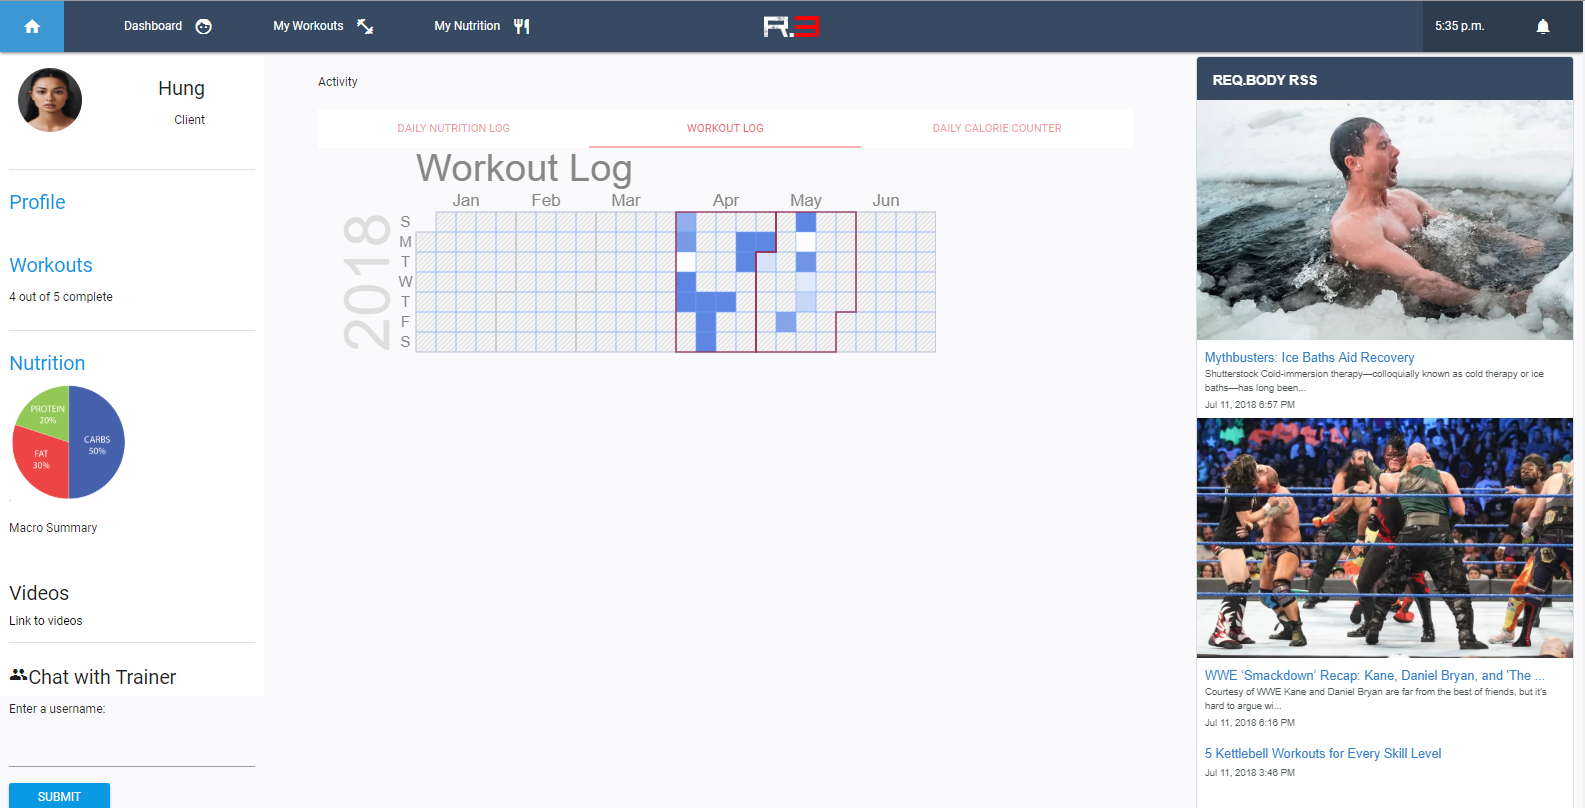 Dashboard
My Workouts
My Nutrition
R.3
5:35 p.m.
Hung
Client
Profile
Workouts
4 out of 5 complete
Nutrition
PROTEIN
20%
CARBS
50%
FAT
30%
Macro Summary
Videos
Link to videos
Chat with Trainer
Enter a username:
SUBMIT
Activity
DAILY NUTRITION LOG
WORKOUT LOG
DAILY CALORIE COUNTER
Workout Log
Jan Feb Mar Apr May Jun
2018
S
M
T
W
T
F
S
REQ.BODY RSS
Mythbusters: Ice Baths Aid Recovery
Shutterstock Cold-immersion therapy—colloquially known as cold therapy or ice
baths—has long been...
Jul 11, 2018 6:57 PM
WWE ‘Smackdown’ Recap: Kane, Daniel Bryan, and 'The ...
Courtesy of WWE Kane and Daniel Bryan are far from the best of friends, but it’s
hard to argue wi...
Jul 11, 2018 6:16 PM
5 Kettlebell Workouts for Every Skill Level
Jul 11, 2018 3:46 PM